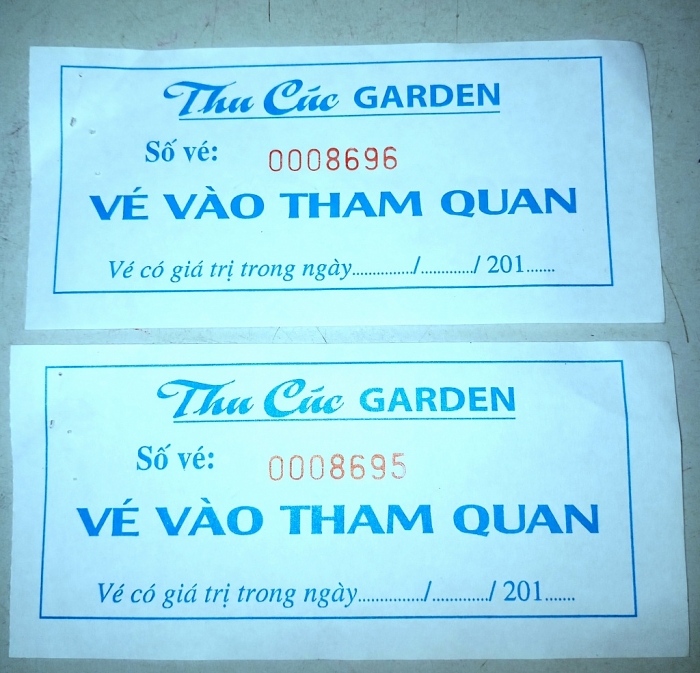 Thu Cúc GARDEN
Số vé: 0008696
VÉ VÀO THAM QUAN
Vé có giá trị trong ngày............../............/ 201.......
Thu Cúc GARDEN
Số vé: 0008695
VÉ VÀO THAM QUAN
Vé có giá trị trong ngày.............../............./ 201.......